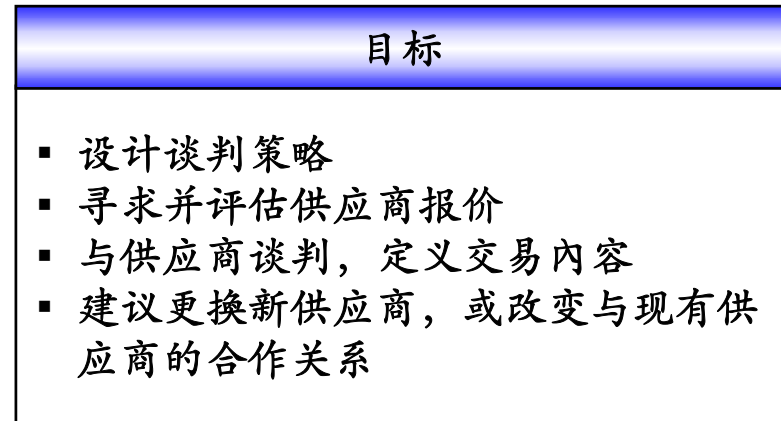 目标
▪ 设计谈判策略
▪ 寻求并评估供应商报价
▪ 与供应商谈判，定义交易內容
▪ 建议更换新供应商，或改变与现有供
应商的合作关系